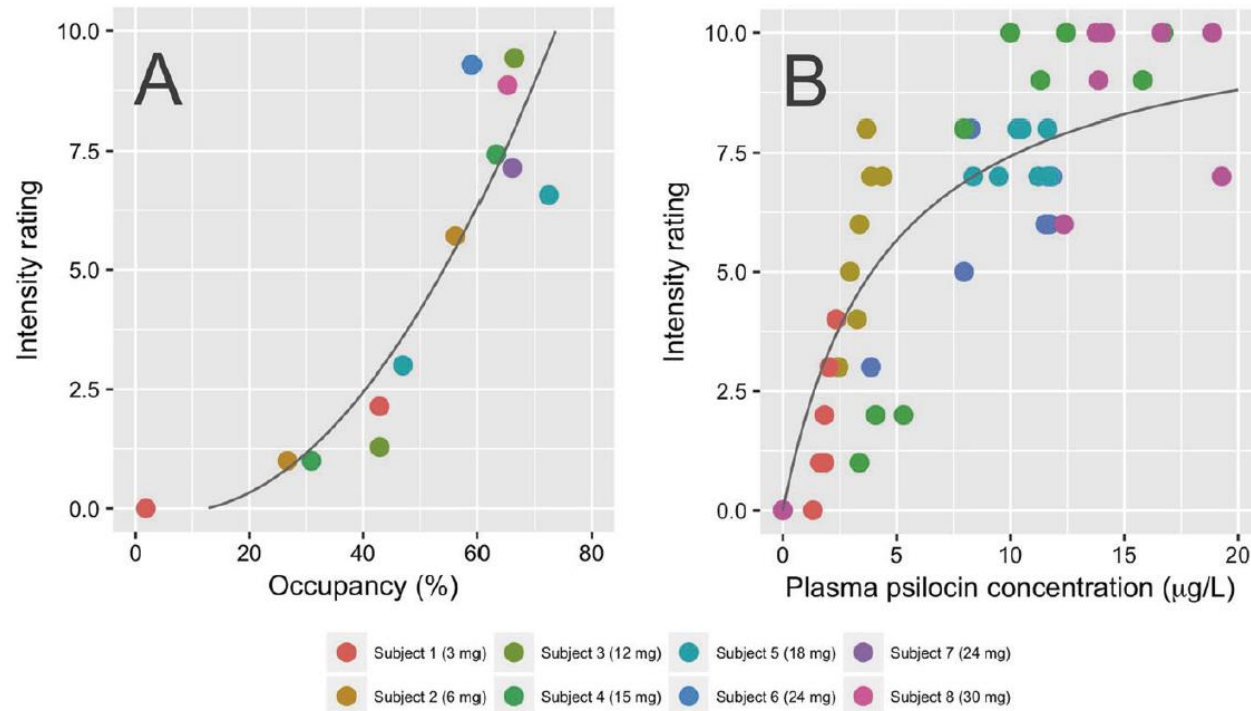 A
Intensity rating
10.0
7.5
5.0
2.5
0.0
0 20 40 60 80
Occupancy (%)
B
Intensity rating
10.0
7.5
5.0
2.5
0.0
0 5 10 15 20
Plasma psilocin concentration (μg/L)
Subject 1 (3 mg) Subject 3 (12 mg) Subject 5 (18 mg) Subject 7 (24 mg)
Subject 2 (6 mg) Subject 4 (15 mg) Subject 6 (24 mg) Subject 8 (30 mg)